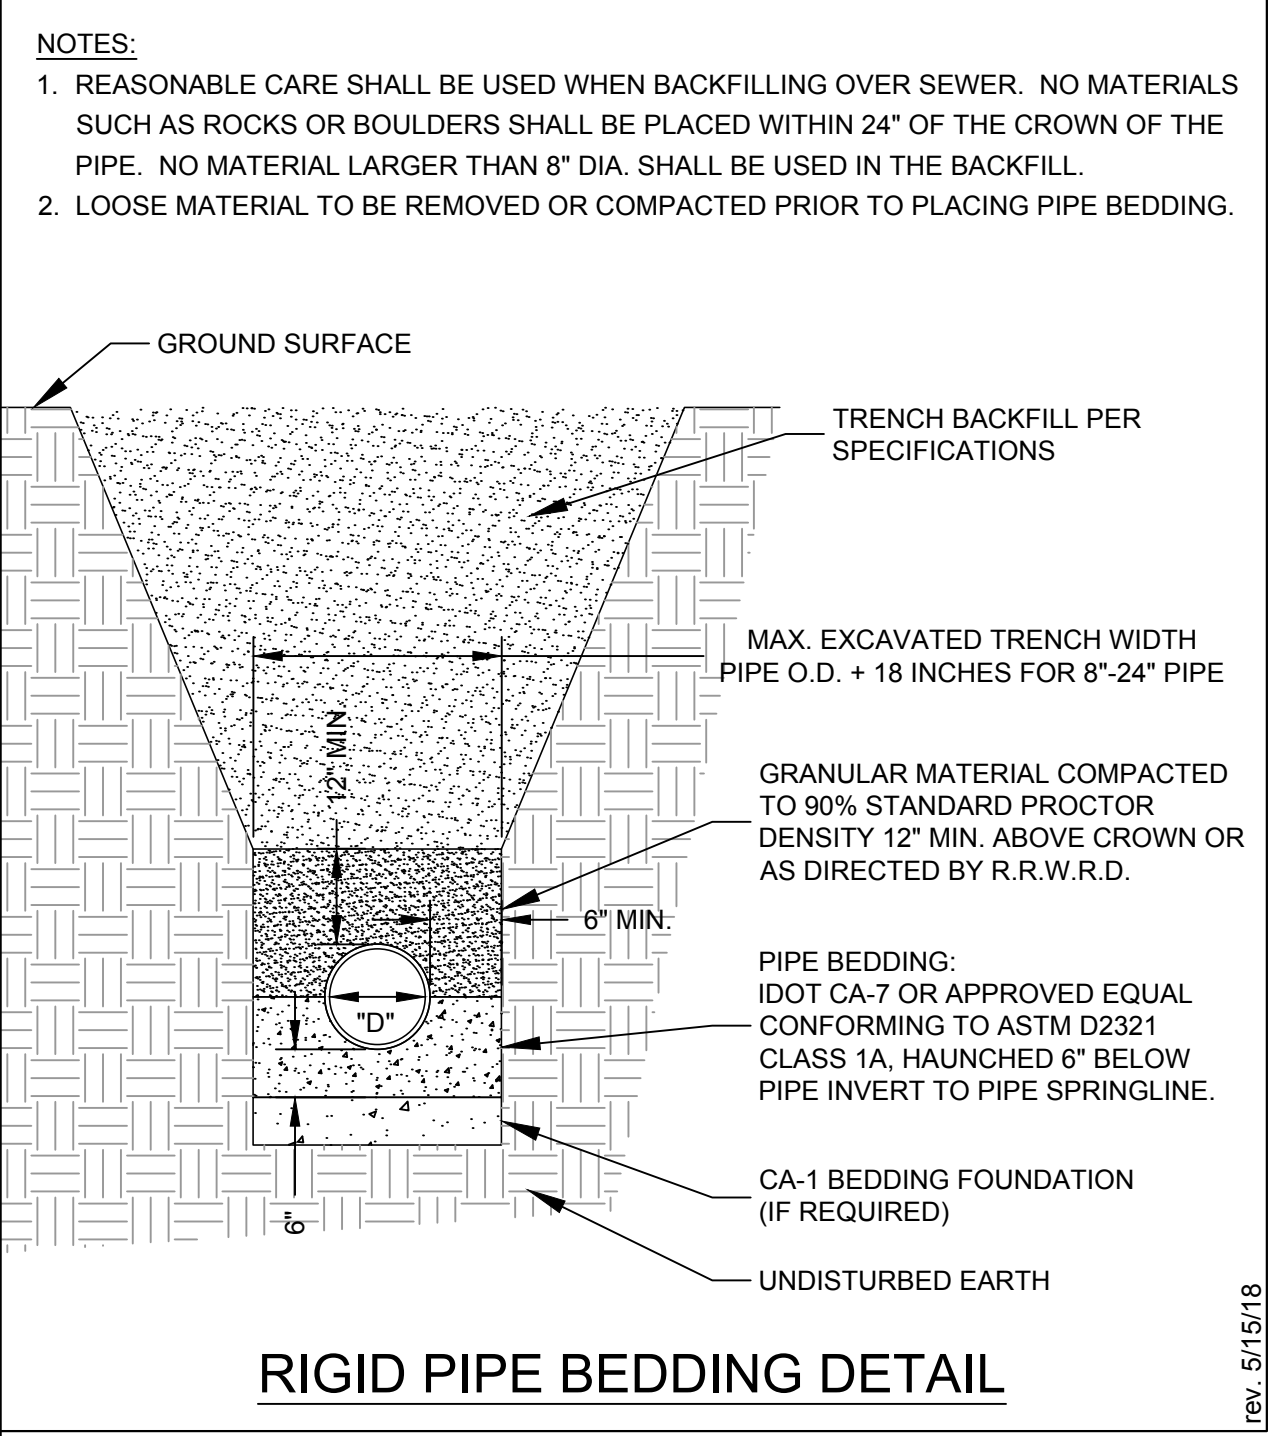 NOTES:
1. REASONABLE CARE SHALL BE USED WHEN BACKFILLING OVER SEWER. NO MATERIALS
SUCH AS ROCKS OR BOULDERS SHALL BE PLACED WITHIN 24" OF THE CROWN OF THE
PIPE. NO MATERIAL LARGER THAN 8" DIA. SHALL BE USED IN THE BACKFILL.
2. LOOSE MATERIAL TO BE REMOVED OR COMPACTED PRIOR TO PLACING PIPE BEDDING.
GROUND SURFACE
TRENCH BACKFILL PER
SPECIFICATIONS
MAX. EXCAVATED TRENCH WIDTH
PIPE O.D. + 18 INCHES FOR 8"-24" PIPE
12" MIN
GRANULAR MATERIAL COMPACTED
TO 90% STANDARD PROCTOR
DENSITY 12" MIN. ABOVE CROWN OR
AS DIRECTED BY R.R.W.R.D.
6" MIN.
"D"
PIPE BEDDING:
IDOT CA-7 OR APPROVED EQUAL
CONFORMING TO ASTM D2321
CLASS 1A, HAUNCHED 6" BELOW
PIPE INVERT TO PIPE SPRINGLINE.
CA-1 BEDDING FOUNDATION
(IF REQUIRED)
6"
UNDISTURBED EARTH
RIGID PIPE BEDDING DETAIL
rev. 5/15/18